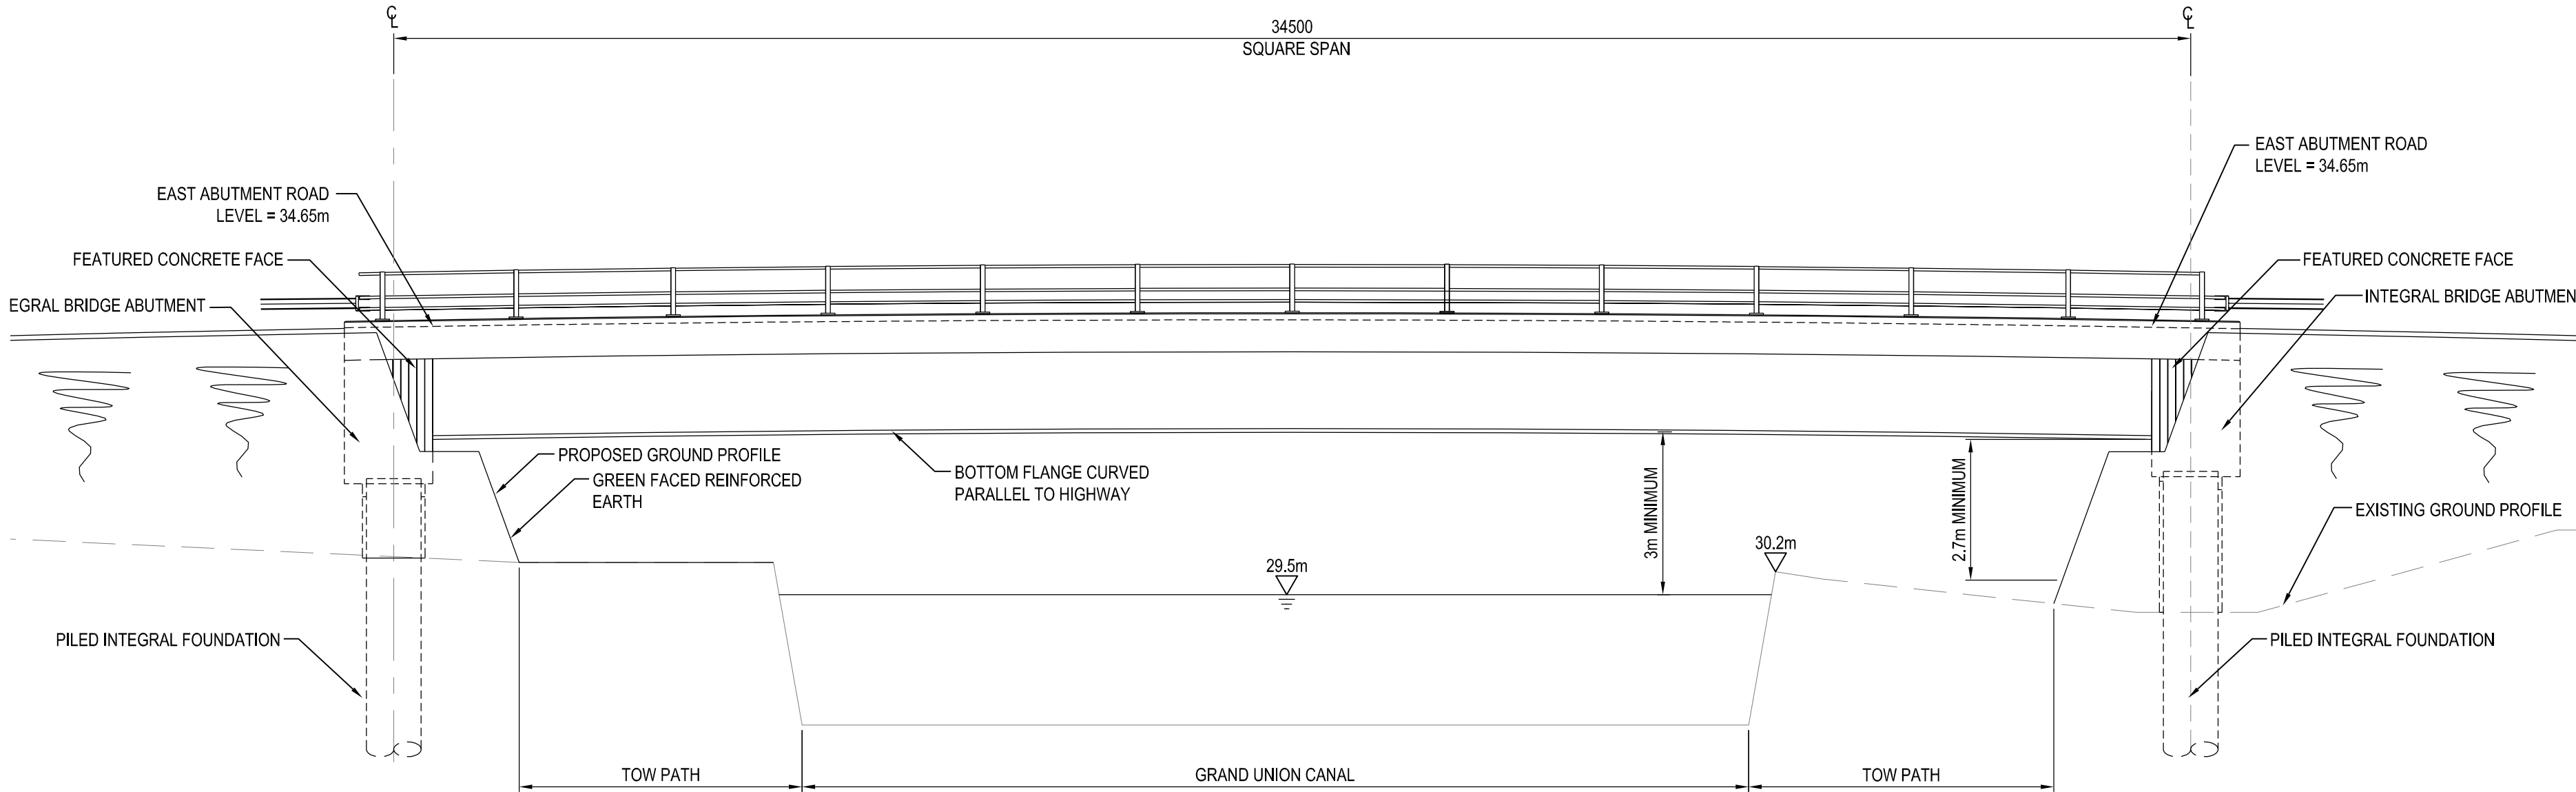 ℄
℄
34500
SQUARE SPAN
EAST ABUTMENT ROAD
LEVEL = 34.65m
EAST ABUTMENT ROAD
LEVEL = 34.65m
FEATURED CONCRETE FACE
FEATURED CONCRETE FACE
EGRAL BRIDGE ABUTMENT
INTEGRAL BRIDGE ABUTMEN
PROPOSED GROUND PROFILE
GREEN FACED REINFORCED
EARTH
BOTTOM FLANGE CURVED
PARALLEL TO HIGHWAY
3m MINIMUM
2.7m MINIMUM
EXISTING GROUND PROFILE
30.2m
29.5m
PILED INTEGRAL FOUNDATION
PILED INTEGRAL FOUNDATION
TOW PATH
GRAND UNION CANAL
TOW PATH